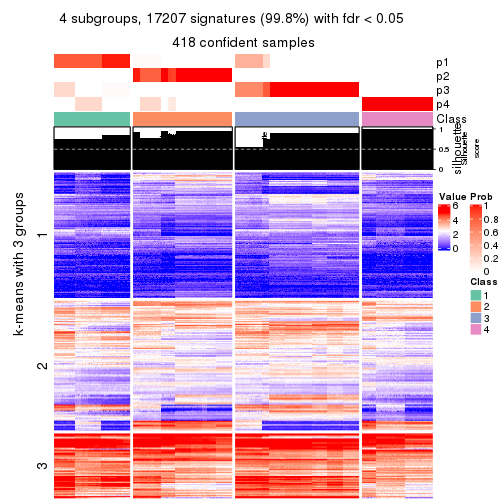 4 subgroups, 17207 signatures (99.8%) with fdr < 0.05
418 confident samples
p1
p2
p3
p4
Class
1
0.5
0
silhouette
Silhouette
score
k-means with 3 groups
1
2
3
Value
6
4
2
0
Prob
1
0.8
0.6
0.4
0.2
0
Class
1
2
3
4